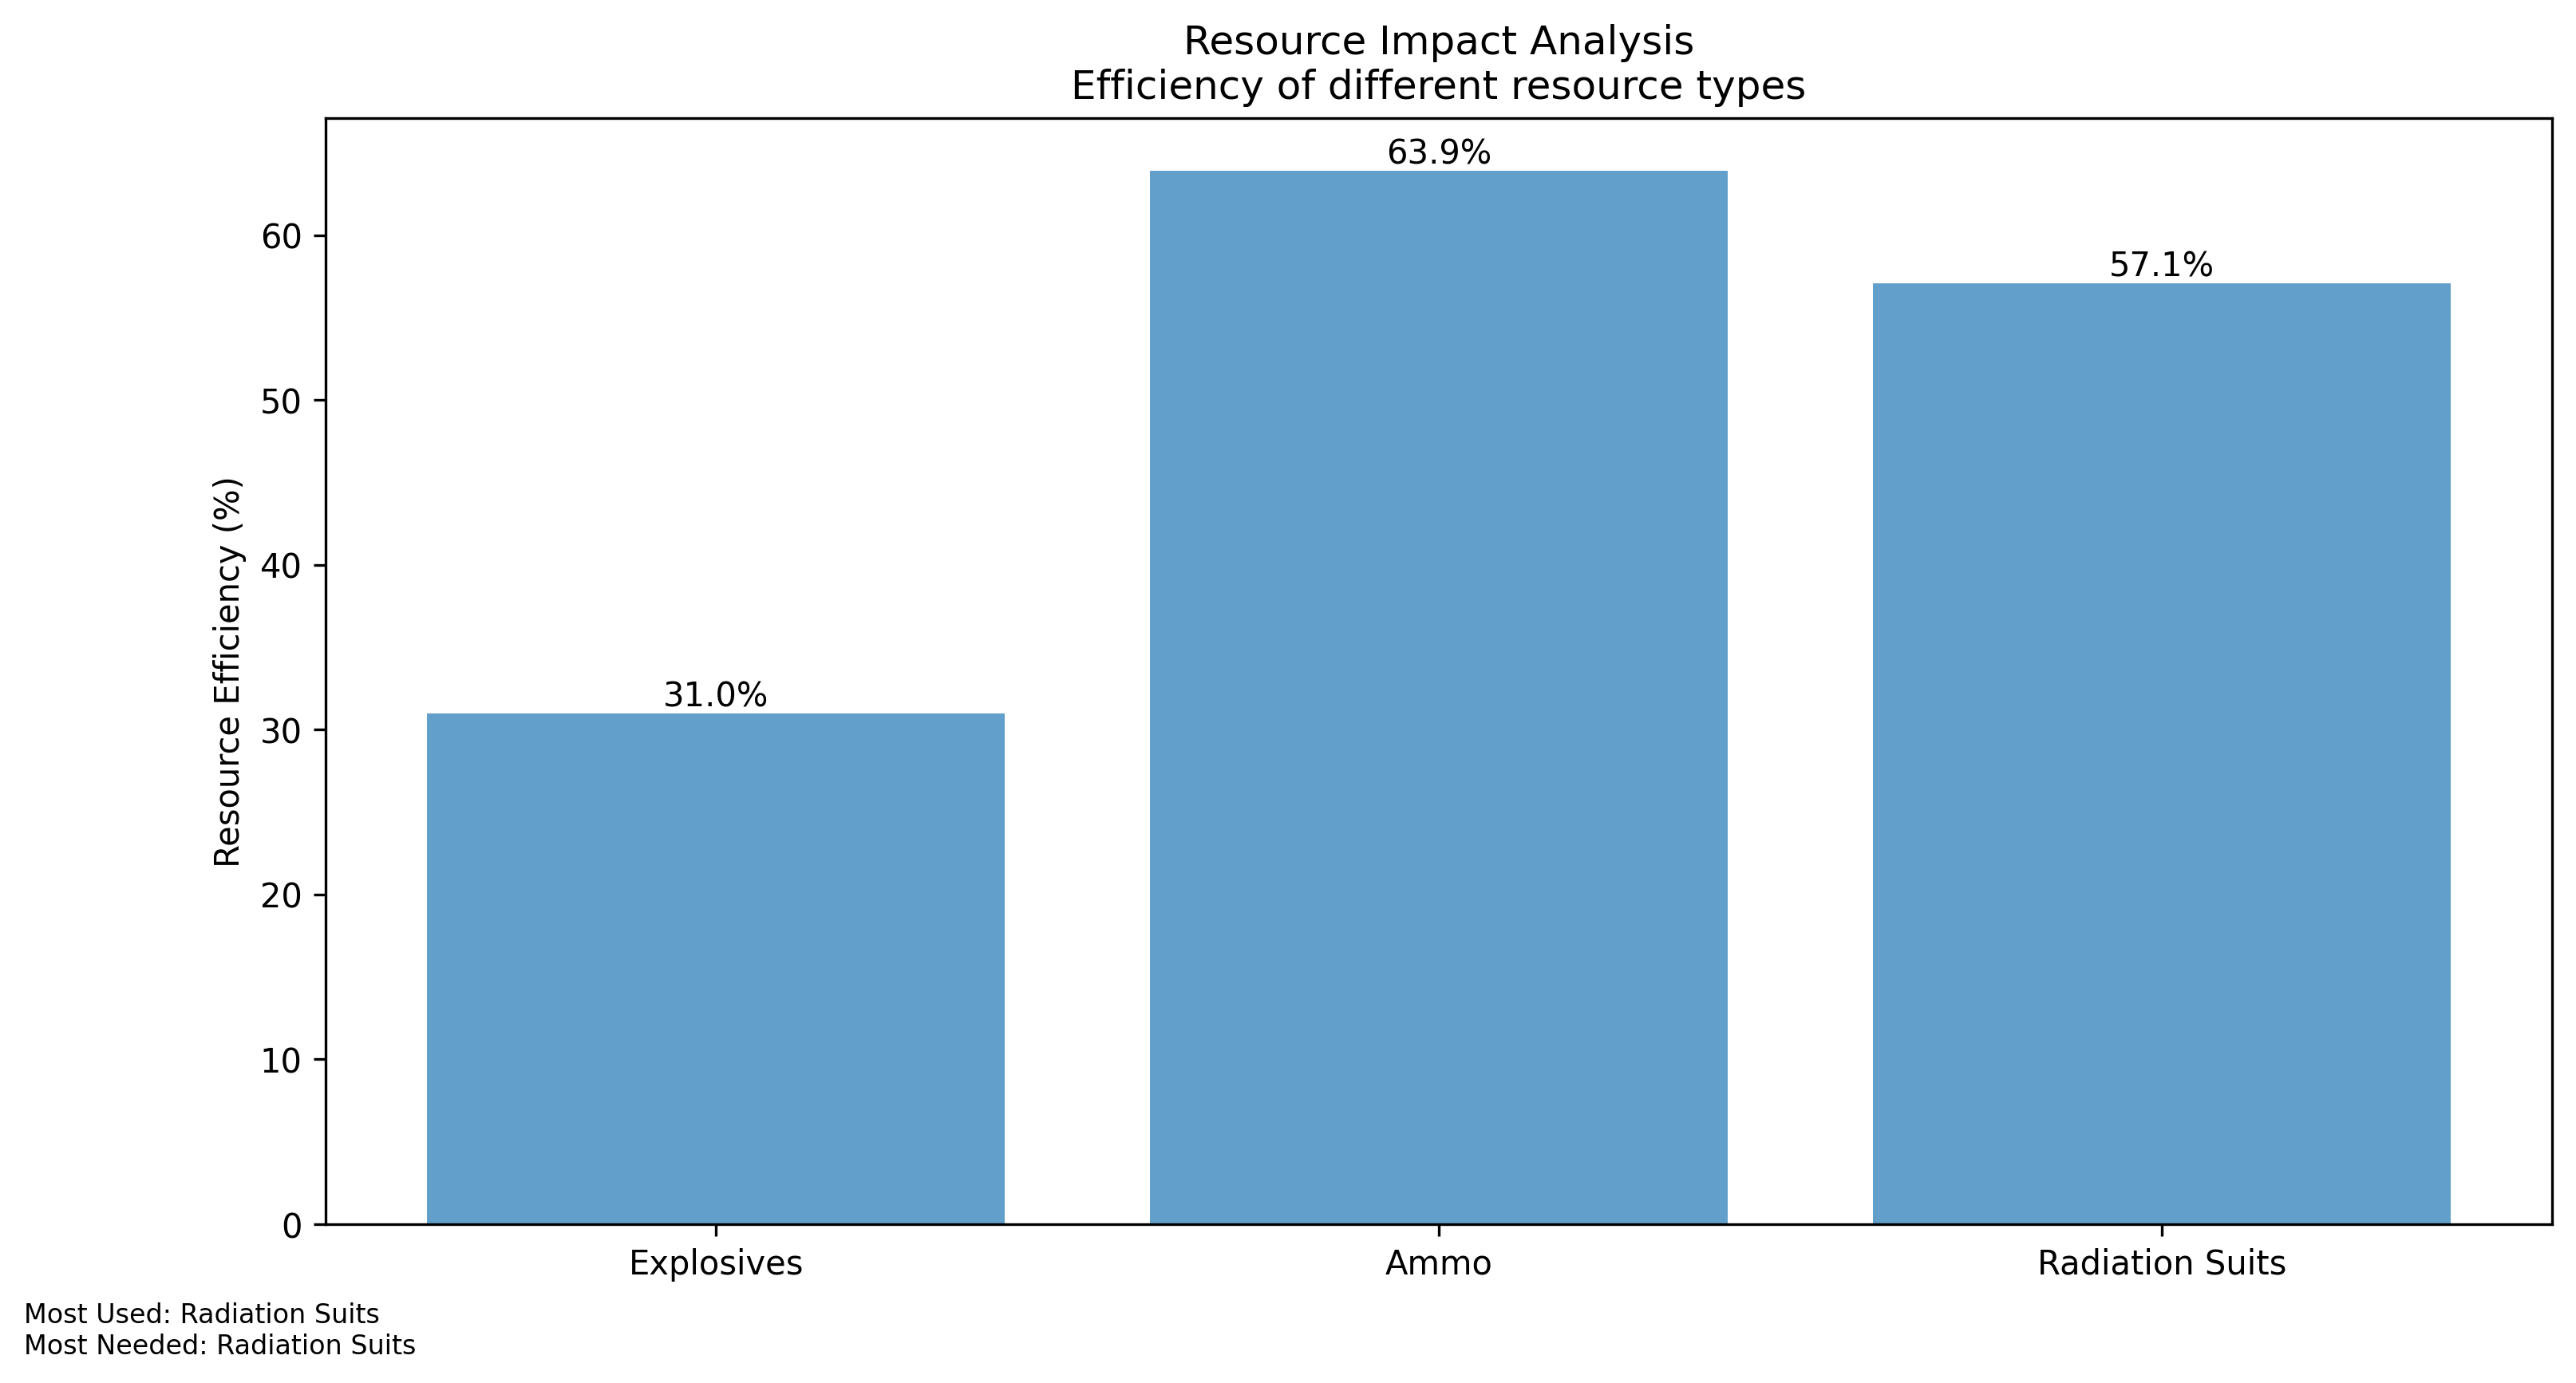 Resource Impact Analysis
Efficiency of different resource types
63.9%
57.1%
31.0%
Resource Efficiency (%)
60
50
40
30
20
10
0
Explosives
Ammo
Radiation Suits
Most Used: Radiation Suits
Most Needed: Radiation Suits